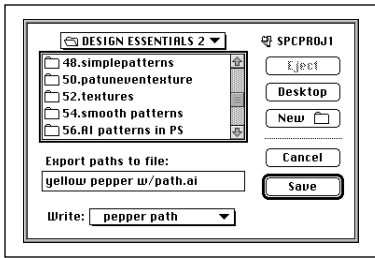 DESIGN ESSENTIALS 2
SPCPROJ1
48.simplepatterns
50.patuneventexture
52.textures
54.smooth patterns
56.AI patterns in PS
Eject
Desktop
New
Export paths to file:
yellow pepper w/path.ai
Cancel
Save
Write: pepper path